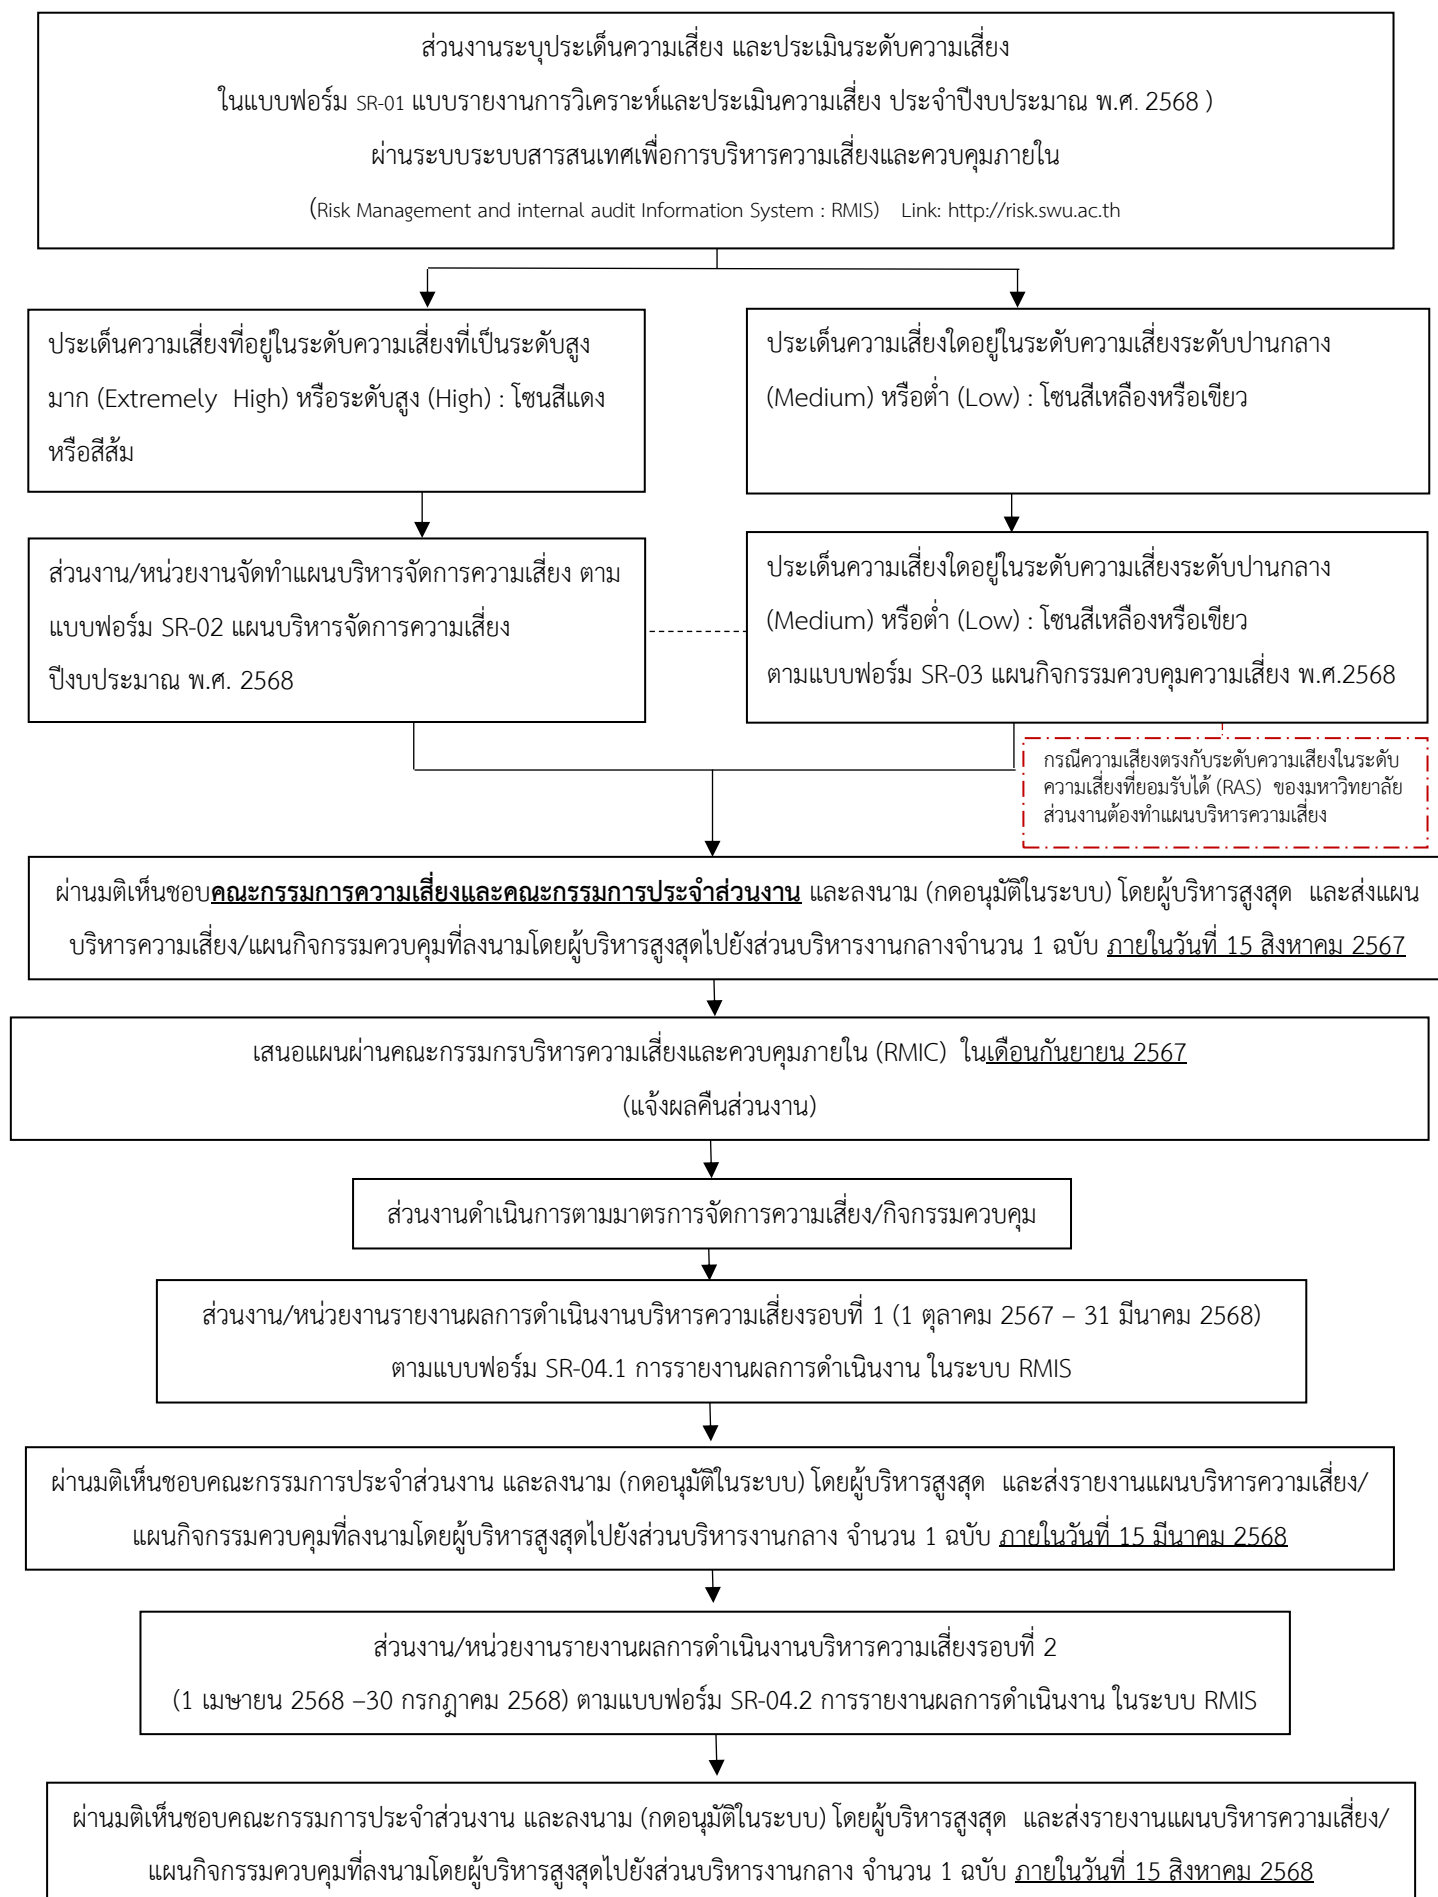 ส่วนงานระบุประเด็นความเสี่ยง และประเมินระดับความเสี่ยง
ในแบบฟอร์ม SR-01 แบบรายงานการวิเคราะห์และประเมินความเสี่ยง ประจำปีงบประมาณ พ.ศ. 2568 )
ผ่านระบบระบบสารสนเทศเพื่อการบริหารความเสี่ยงและควบคุมภายใน
(Risk Management and internal audit Information System : RMIS) Link: http://risk.swu.ac.th
ประเด็นความเสี่ยงที่อยู่ในระดับความเสี่ยงที่เป็นระดับสูง
มาก (Extremely High) หรือระดับสูง (High) : โซนสีแดง
หรือสีส้ม
ประเด็นความเสี่ยงใดอยู่ในระดับความเสี่ยงระดับปานกลาง
(Medium) หรือต่ำ (Low) : โซนสีเหลืองหรือเขียว
ส่วนงาน/หน่วยงานจัดทำแผนบริหารจัดการความเสี่ยง ตาม
แบบฟอร์ม SR-02 แผนบริหารจัดการความเสี่ยง
ปีงบประมาณ พ.ศ. 2568
ประเด็นความเสี่ยงใดอยู่ในระดับความเสี่ยงระดับปานกลาง
(Medium) หรือต่ำ (Low) : โซนสีเหลืองหรือเขียว
ตามแบบฟอร์ม SR-03 แผนกิจกรรมควบคุมความเสี่ยง พ.ศ.2568
กรณีความเสียงตรงกับระดับความเสียงในระดับ
ความเสี่ยงที่ยอมรับได้ (RAS) ของมหาวิทยาลัย
ส่วนงานต้องทำแผนบริหารความเสี่ยง
ผ่านมติเห็นชอบคณะกรรมการความเสี่ยงและคณะกรรมการประจำส่วนงาน และลงนาม (กดอนุมัติในระบบ) โดยผู้บริหารสูงสุด และส่งแผน
บริหารความเสี่ยง/แผนกิจกรรมควบคุมที่ลงนามโดยผู้บริหารสูงสุดไปยังส่วนบริหารงานกลางจำนวน 1 ฉบับ ภายในวันที่ 15 สิงหาคม 2567
เสนอแผนผ่านคณะกรรมกรบริหารความเสี่ยงและควบคุมภายใน (RMIC) ในเดือนกันยายน 2567
(แจ้งผลคืนส่วนงาน)
ส่วนงานดำเนินการตามมาตรการจัดการความเสี่ยง/กิจกรรมควบคุม
ส่วนงาน/หน่วยงานรายงานผลการดำเนินงานบริหารความเสี่ยงรอบที่ 1 (1 ตุลาคม 2567 – 31 มีนาคม 2568)
ตามแบบฟอร์ม SR-04.1 การรายงานผลการดำเนินงาน ในระบบ RMIS
ผ่านมติเห็นชอบคณะกรรมการประจำส่วนงาน และลงนาม (กดอนุมัติในระบบ) โดยผู้บริหารสูงสุด และส่งรายงานแผนบริหารความเสี่ยง/
แผนกิจกรรมควบคุมที่ลงนามโดยผู้บริหารสูงสุดไปยังส่วนบริหารงานกลาง จำนวน 1 ฉบับ ภายในวันที่ 15 มีนาคม 2568
ส่วนงาน/หน่วยงานรายงานผลการดำเนินงานบริหารความเสี่ยงรอบที่ 2
(1 เมษายน 2568 –30 กรกฎาคม 2568) ตามแบบฟอร์ม SR-04.2 การรายงานผลการดำเนินงาน ในระบบ RMIS
ผ่านมติเห็นชอบคณะกรรมการประจำส่วนงาน และลงนาม (กดอนุมัติในระบบ) โดยผู้บริหารสูงสุด และส่งรายงานแผนบริหารความเสี่ยง/
แผนกิจกรรมควบคุมที่ลงนามโดยผู้บริหารสูงสุดไปยังส่วนบริหารงานกลาง จำนวน 1 ฉบับ ภายในวันที่ 15 สิงหาคม 2568